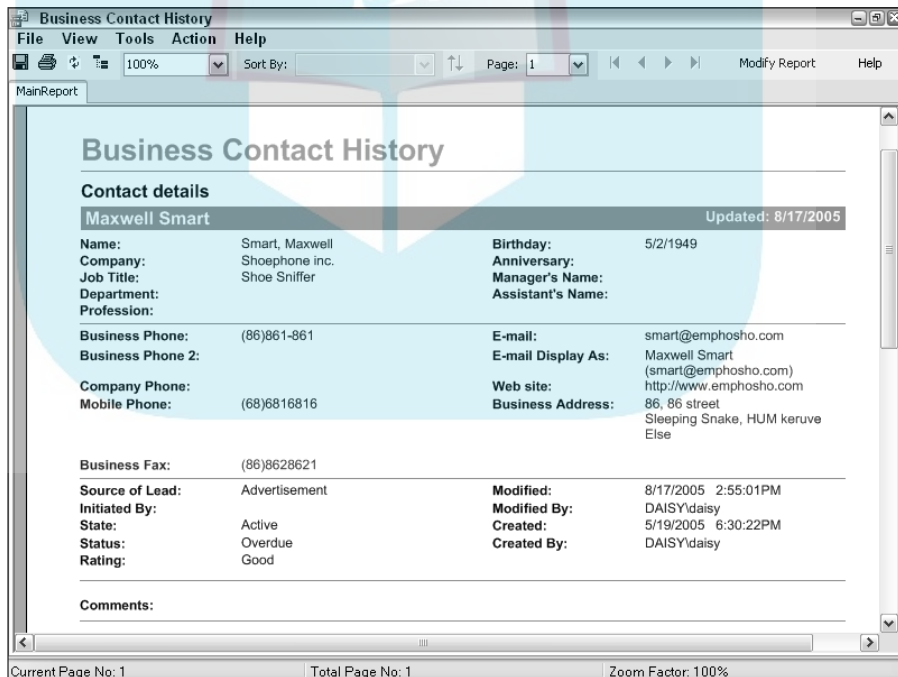 Business Contact History
File View Tools Action Help
100% Sort By: Page: 1 Modify Report Help
MainReport
Business Contact History
Contact details
Maxwell Smart Updated: 8/17/2005
Name: Smart, Maxwell Birthday: 5/2/1949
Company: Shoephone inc. Anniversary:
Job Title: Shoe Sniffer Manager's Name:
Department: Assistant's Name:
Profession:
Business Phone: (86)861-861 E-mail: smart@emphosho.com
Business Phone 2: E-mail Display As: Maxwell Smart
(smart@emphosho.com)
Company Phone: Web site: http://www.emphosho.com
Mobile Phone: (68)6816816 Business Address: 86, 86 street
Sleeping Snake, HUM keruve
Else
Business Fax: (86)8628621
Source of Lead: Advertisement Modified: 8/17/2005 2:55:01PM
Initiated By: Modified By: DAISY\daisy
State: Active Created: 5/19/2005 6:30:22PM
Status: Overdue Created By: DAISY\daisy
Rating: Good
Comments:
Current Page No: 1 Total Page No: 1 Zoom Factor: 100%